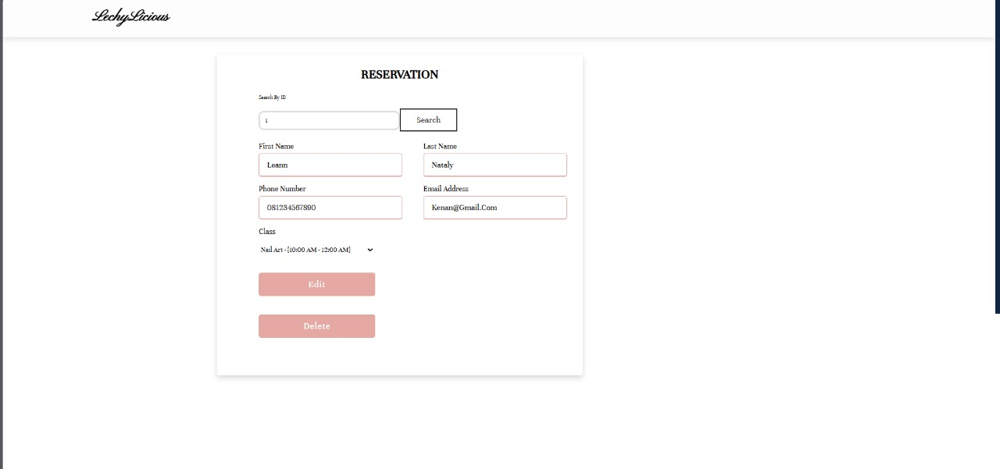 LechyLicious
RESERVATION
Search By ID
1
Search
First Name
Last Name
Leann
Nataly
Phone Number
Email Address
081234567890
Kenan@Gmail.Com
Class
Nail Art - [10:00 AM - 12:00 AM]
Edit
Delete